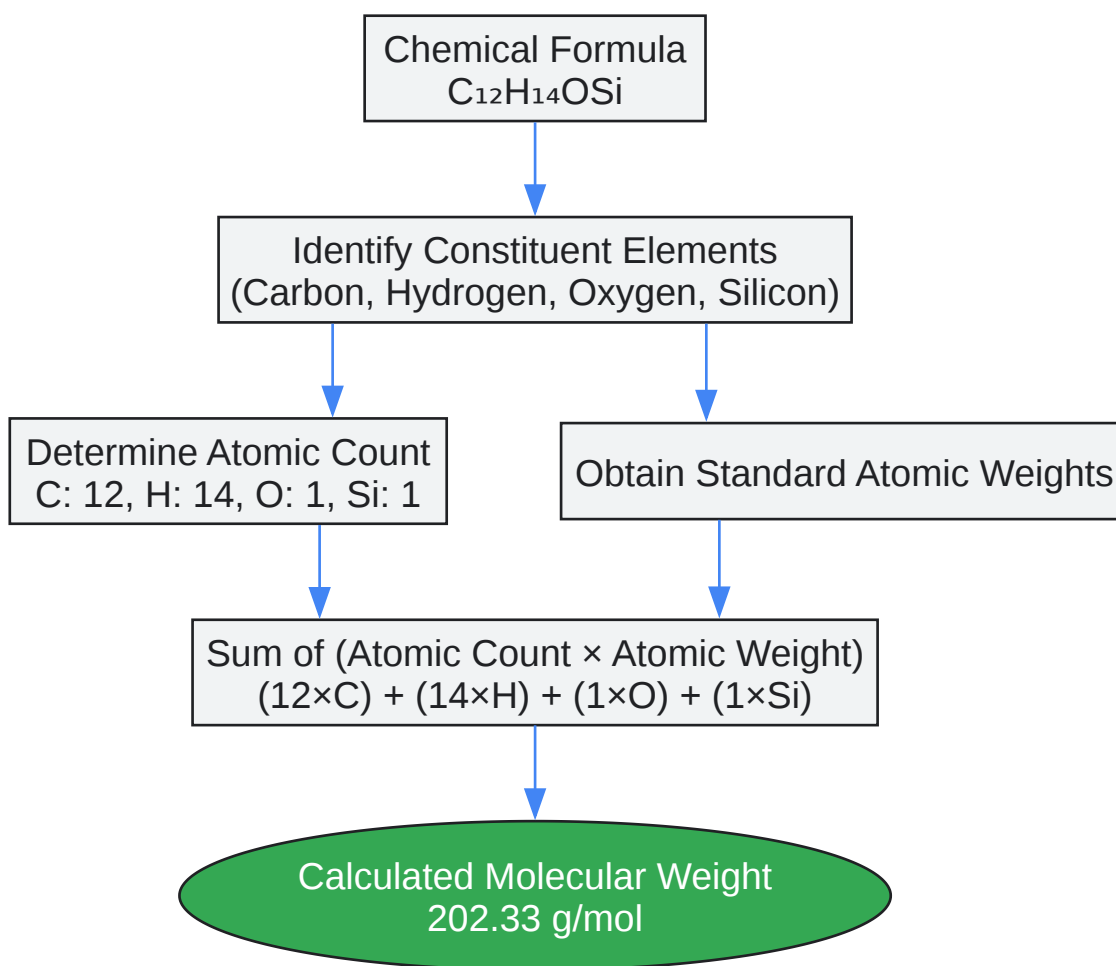 Chemical Formula
C₁₂H₁₄OSi
Identify Constituent Elements
(Carbon, Hydrogen, Oxygen, Silicon)
Determine Atomic Count
C: 12, H: 14, O: 1, Si: 1
Obtain Standard Atomic Weights
Sum of (Atomic Count × Atomic Weight)
(12×C) + (14×H) + (1×O) + (1×Si)
Calculated Molecular Weight
202.33 g/mol